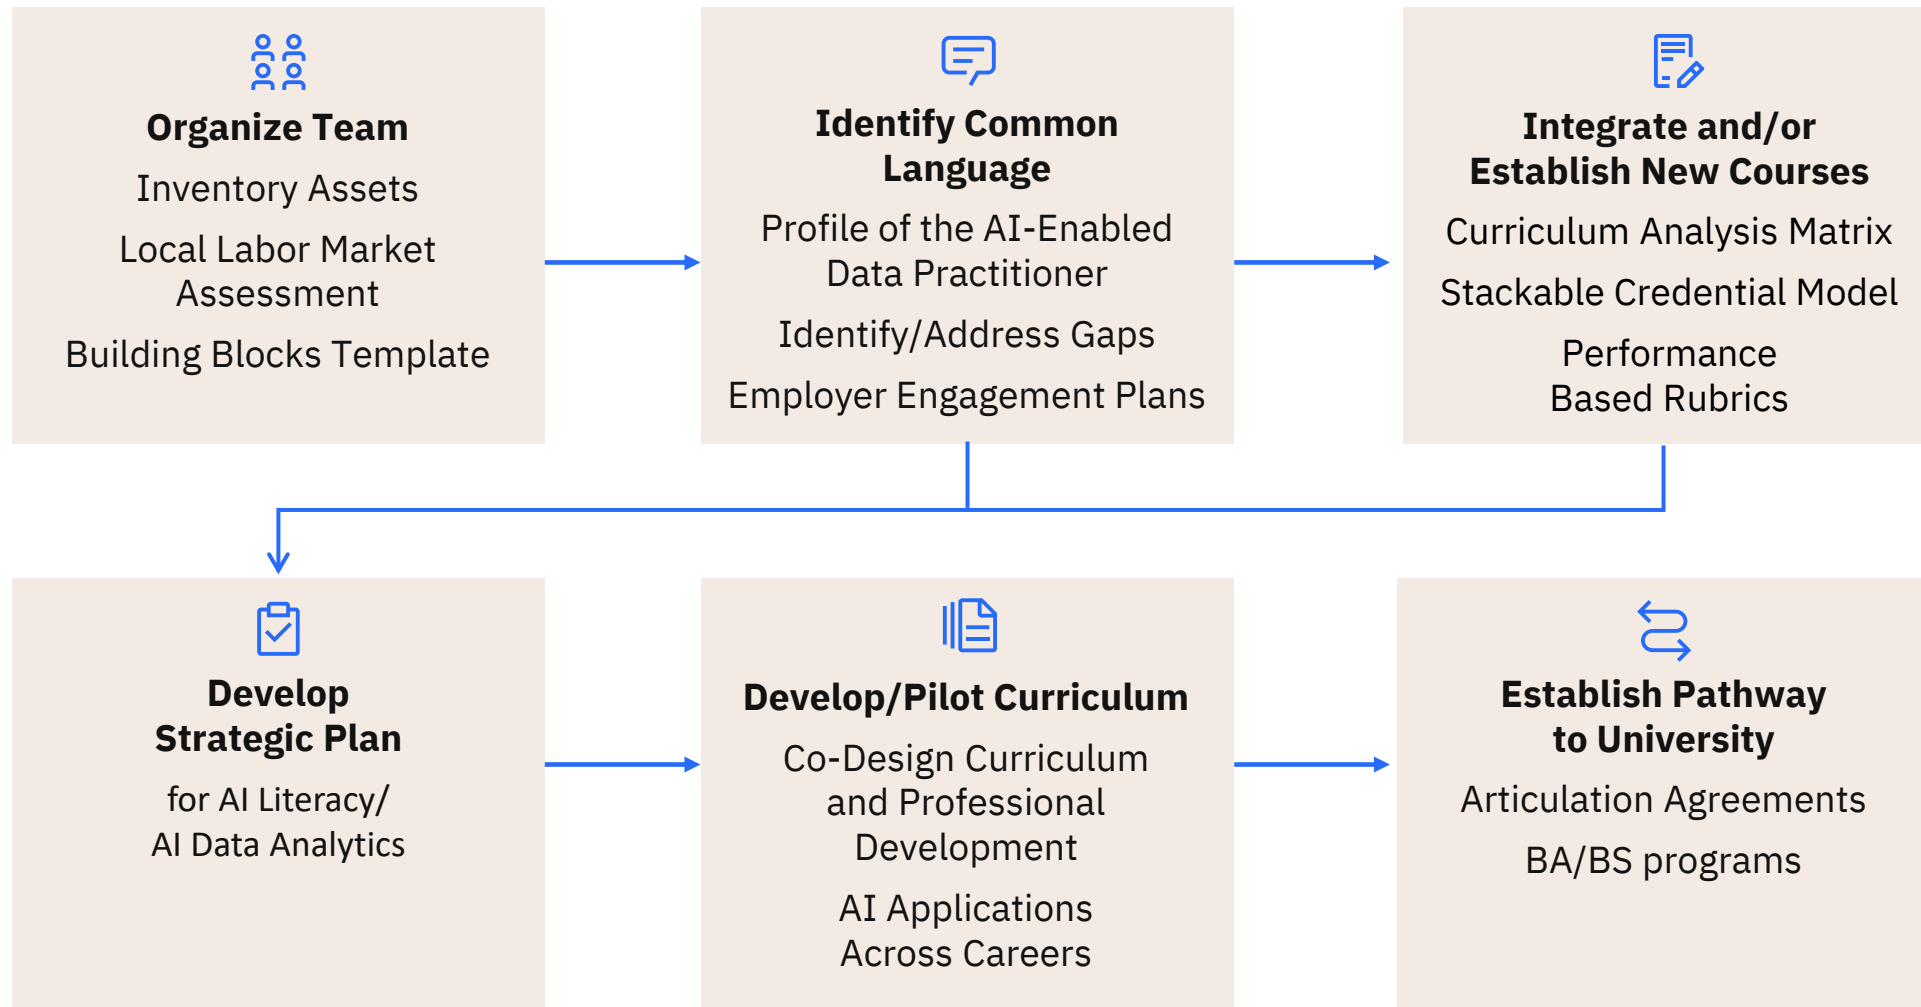 Organize Team
Inventory Assets
Local Labor Market
Assessment
Building Blocks Template
Identify Common
Language
Profile of the AI-Enabled
Data Practitioner
Identify/Address Gaps
Employer Engagement Plans
Integrate and/or
Establish New Courses
Curriculum Analysis Matrix
Stackable Credential Model
Performance
Based Rubrics
Develop
Strategic Plan
for AI Literacy/
AI Data Analytics
Develop/Pilot Curriculum
Co-Design Curriculum
and Professional
Development
AI Applications
Across Careers
Establish Pathway
to University
Articulation Agreements
BA/BS programs